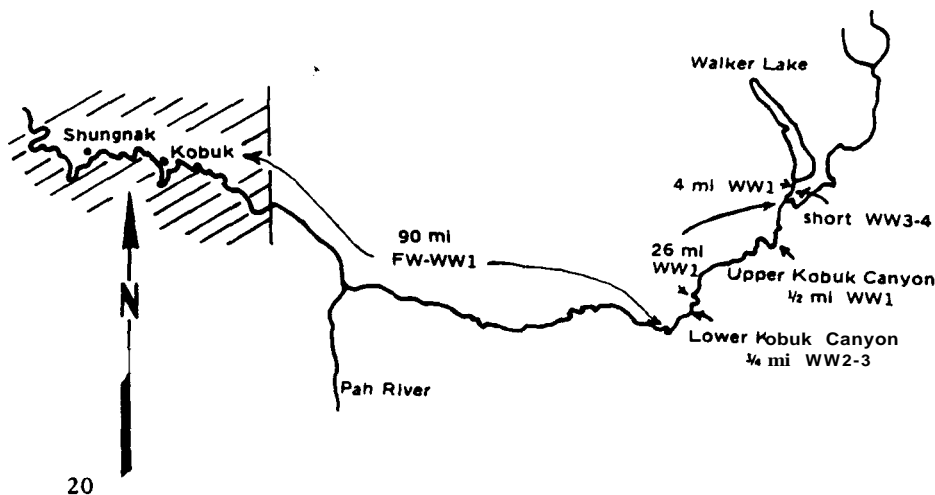 Walker Lake
Shungnak
Kobuk
4 mi WW1
short WW3-4
90 mi
FW-WW1
26 mi
WW1
Upper Kobuk Canyon
½ mi WW1
N
Lower Kobuk Canyon
¼ mi WW2-3
Pah River
20